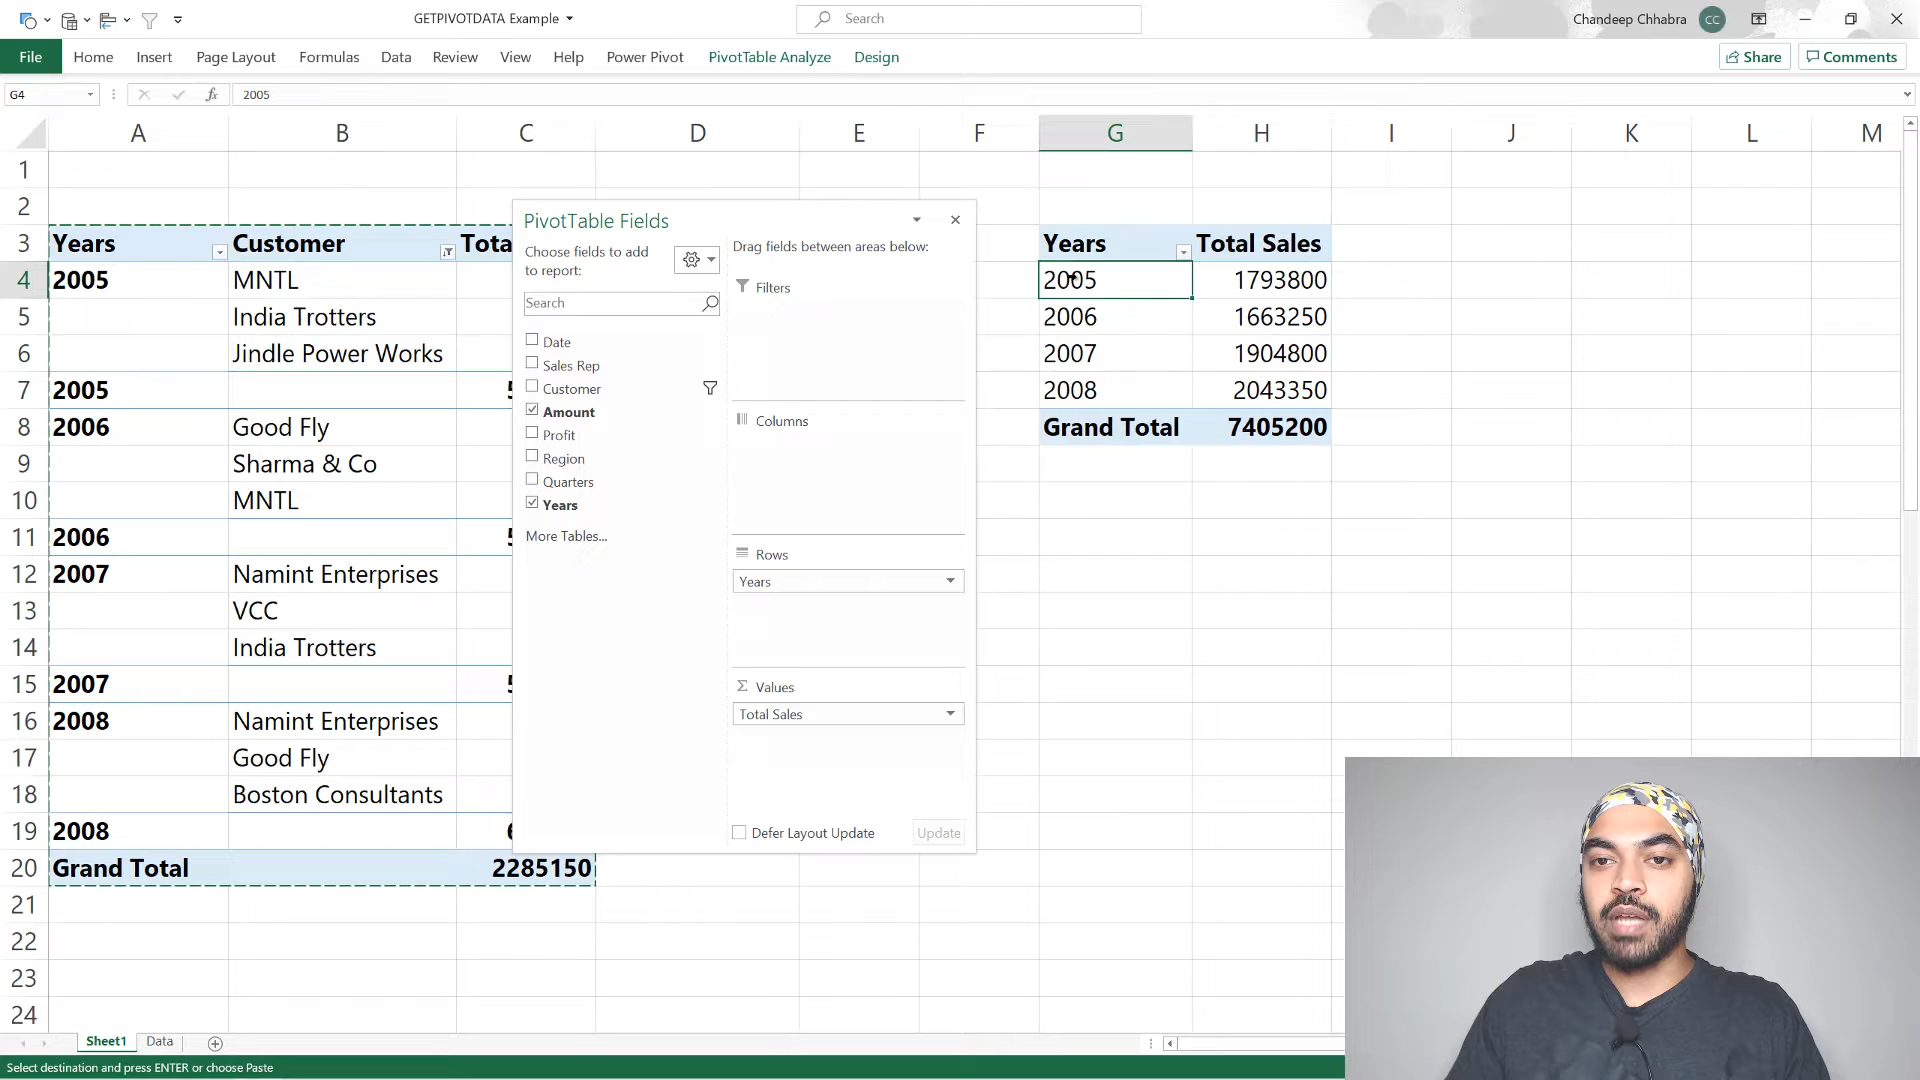 GETPIVOTDATA Example
Search
Chandeep Chhabra
CC
File
Home
Insert
Page Layout
Formulas
Data
Review
View
Help
Power Pivot
PivotTable Analyze
Design
Share
Comments
G4
fx
2005
A B C D E F G H I J K L M
1
2
3 Years Customer Tota
4 2005 MNTL
5 India Trotters
6 Jindle Power Works
7 2005 5
8 2006 Good Fly
9 Sharma & Co
10 MNTL
11 2006 5
12 2007 Namint Enterprises
13 VCC
14 India Trotters
15 2007 5
16 2008 Namint Enterprises
17 Good Fly
18 Boston Consultants
19 2008 6
20 Grand Total 2285150
21
22
23
24
PivotTable Fields
Choose fields to add
to report:
Search
Date
Sales Rep
Customer
Amount
Profit
Region
Quarters
Years
More Tables...
Drag fields between areas below:
Filters
Columns
Rows
Years
Σ Values
Total Sales
Defer Layout Update
Update
Years Total Sales
2005 1793800
2006 1663250
2007 1904800
2008 2043350
Grand Total 7405200
Sheet1
Data
Select destination and press ENTER or choose Paste